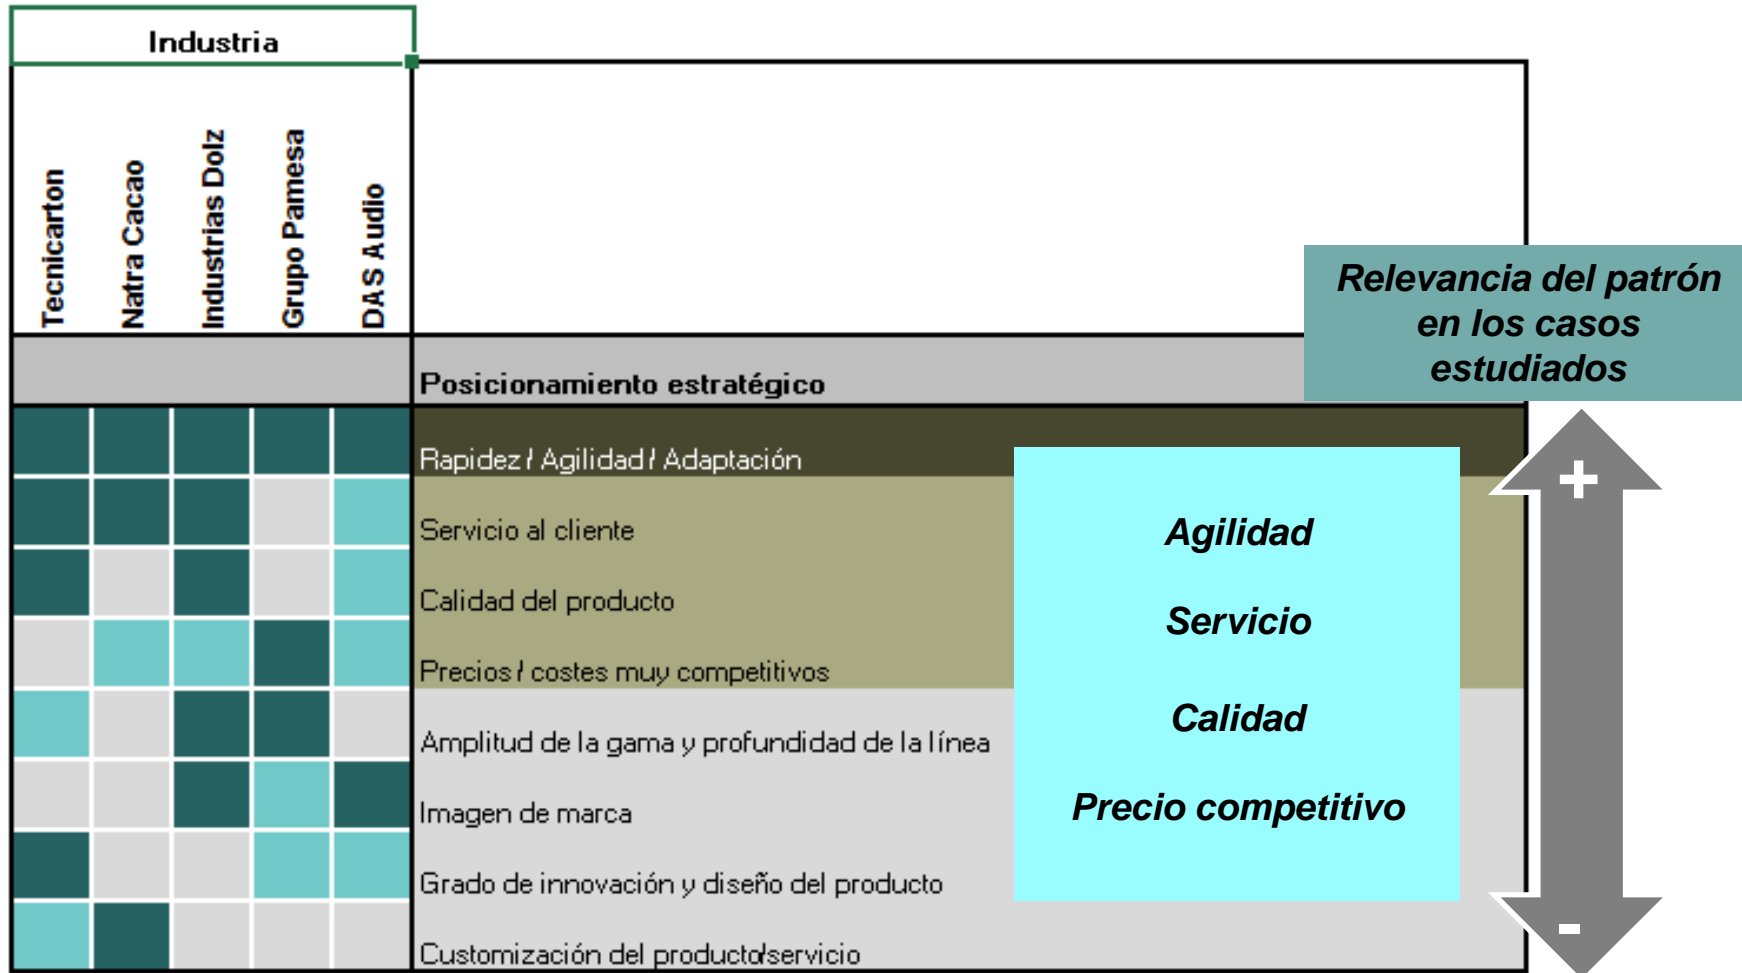 Industria
Tecnicarton
Natra Cacao
Industrias Dolz
Grupo Pamesa
DAS Audio
Relevancia del patrón
en los casos
estudiados
Posicionamiento estratégico
Rapidez / Agilidad / Adaptación
Servicio al cliente
Calidad del producto
Precios / costes muy competitivos
Amplitud de la gama y profundidad de la línea
Imagen de marca
Grado de innovación y diseño del producto
Customización del producto/servicio
Agilidad
Servicio
Calidad
Precio competitivo
+
-